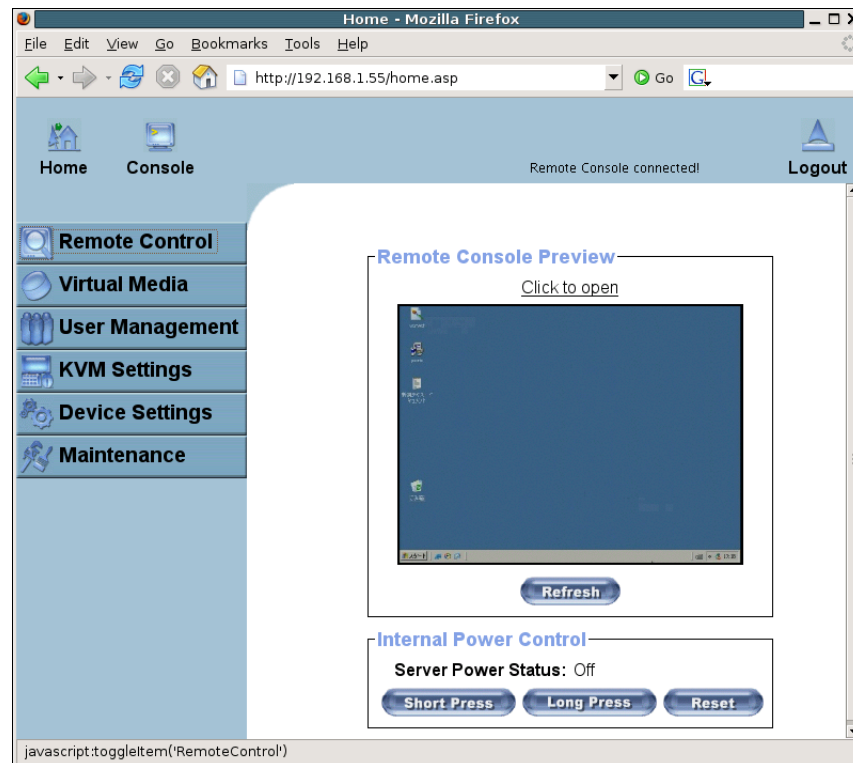 Home - Mozilla Firefox
File Edit View Go Bookmarks Tools Help
http://192.168.1.55/home.asp Go G
Home Console Remote Console connected! Logout
Remote Control
Virtual Media
User Management
KVM Settings
Device Settings
Maintenance
Remote Console Preview
Click to open
Refresh
Internal Power Control
Server Power Status: Off
Short Press Long Press Reset
javascript:toggleItem('RemoteControl')